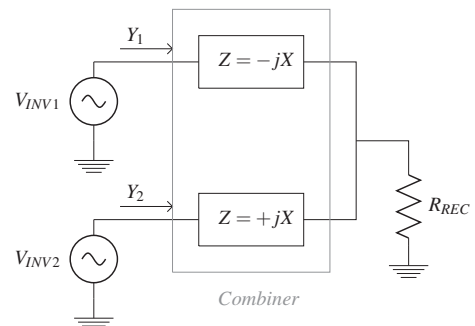 Y1
Z = −jX
VINV1
Y2
Z = +jX
RREC
VINV2
Combiner